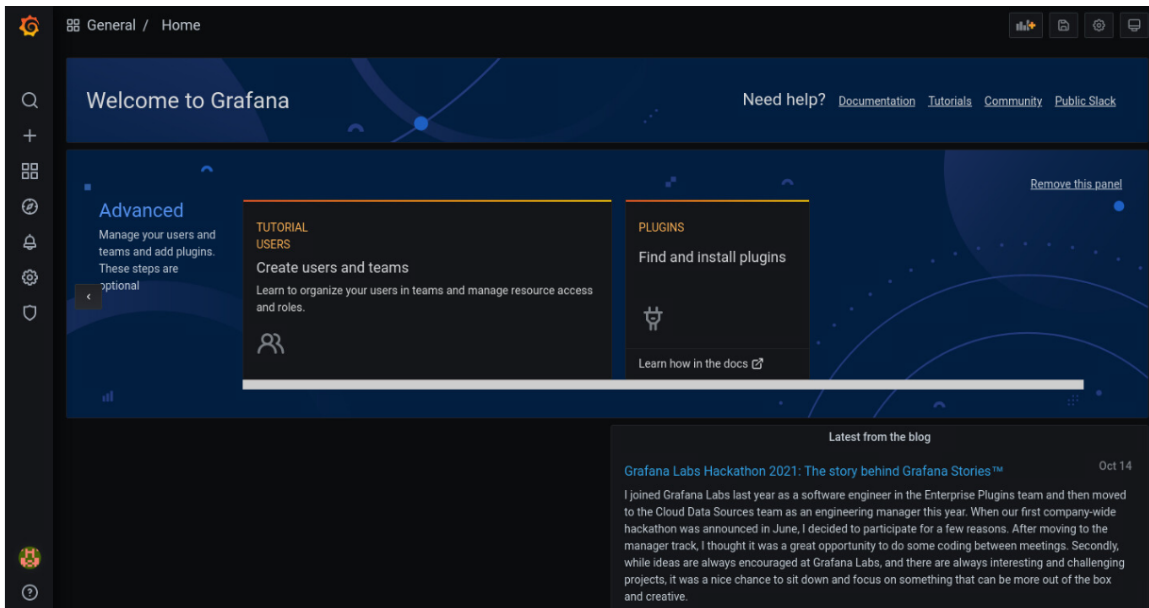 General / Home
Welcome to Grafana
Need help? Documentation Tutorials Community Public Slack
Remove this panel
Advanced
Manage your users and
teams and add plugins.
These steps are
optional
TUTORIAL
USERS
Create users and teams
Learn to organize your users in teams and manage resource access
and roles.
PLUGINS
Find and install plugins
Learn how in the docs
Latest from the blog
Grafana Labs Hackathon 2021: The story behind Grafana Stories™
Oct 14
I joined Grafana Labs last year as a software engineer in the Enterprise Plugins team and then moved
to the Cloud Data Sources team as an engineering manager this year. When our first company-wide
hackathon was announced in June, I decided to participate for a few reasons. After moving to the
manager track, I thought it was a great opportunity to do some coding between meetings. Secondly,
while ideas are always encouraged at Grafana Labs, and there are always interesting and challenging
projects, it was a nice chance to sit down and focus on something that can be more out of the box
and creative.